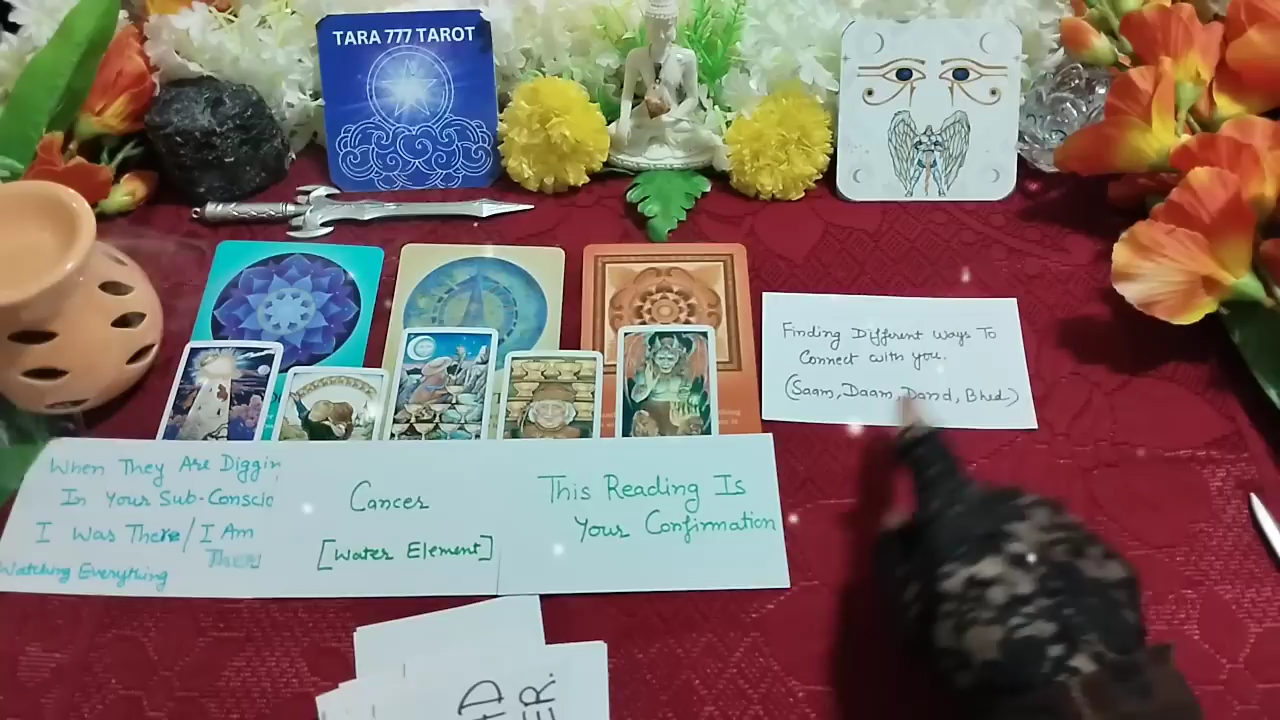 TARA 777 TAROT
Finding Different Ways To
Connect with you.
(Saam, Daam, Dand, Bhed)
When They Are Diggin
In Your Sub-Conscio
I Was There/I Am
Watching Everything
Cancer
[Water Element]
This Reading Is
Your Confirmation
ER.